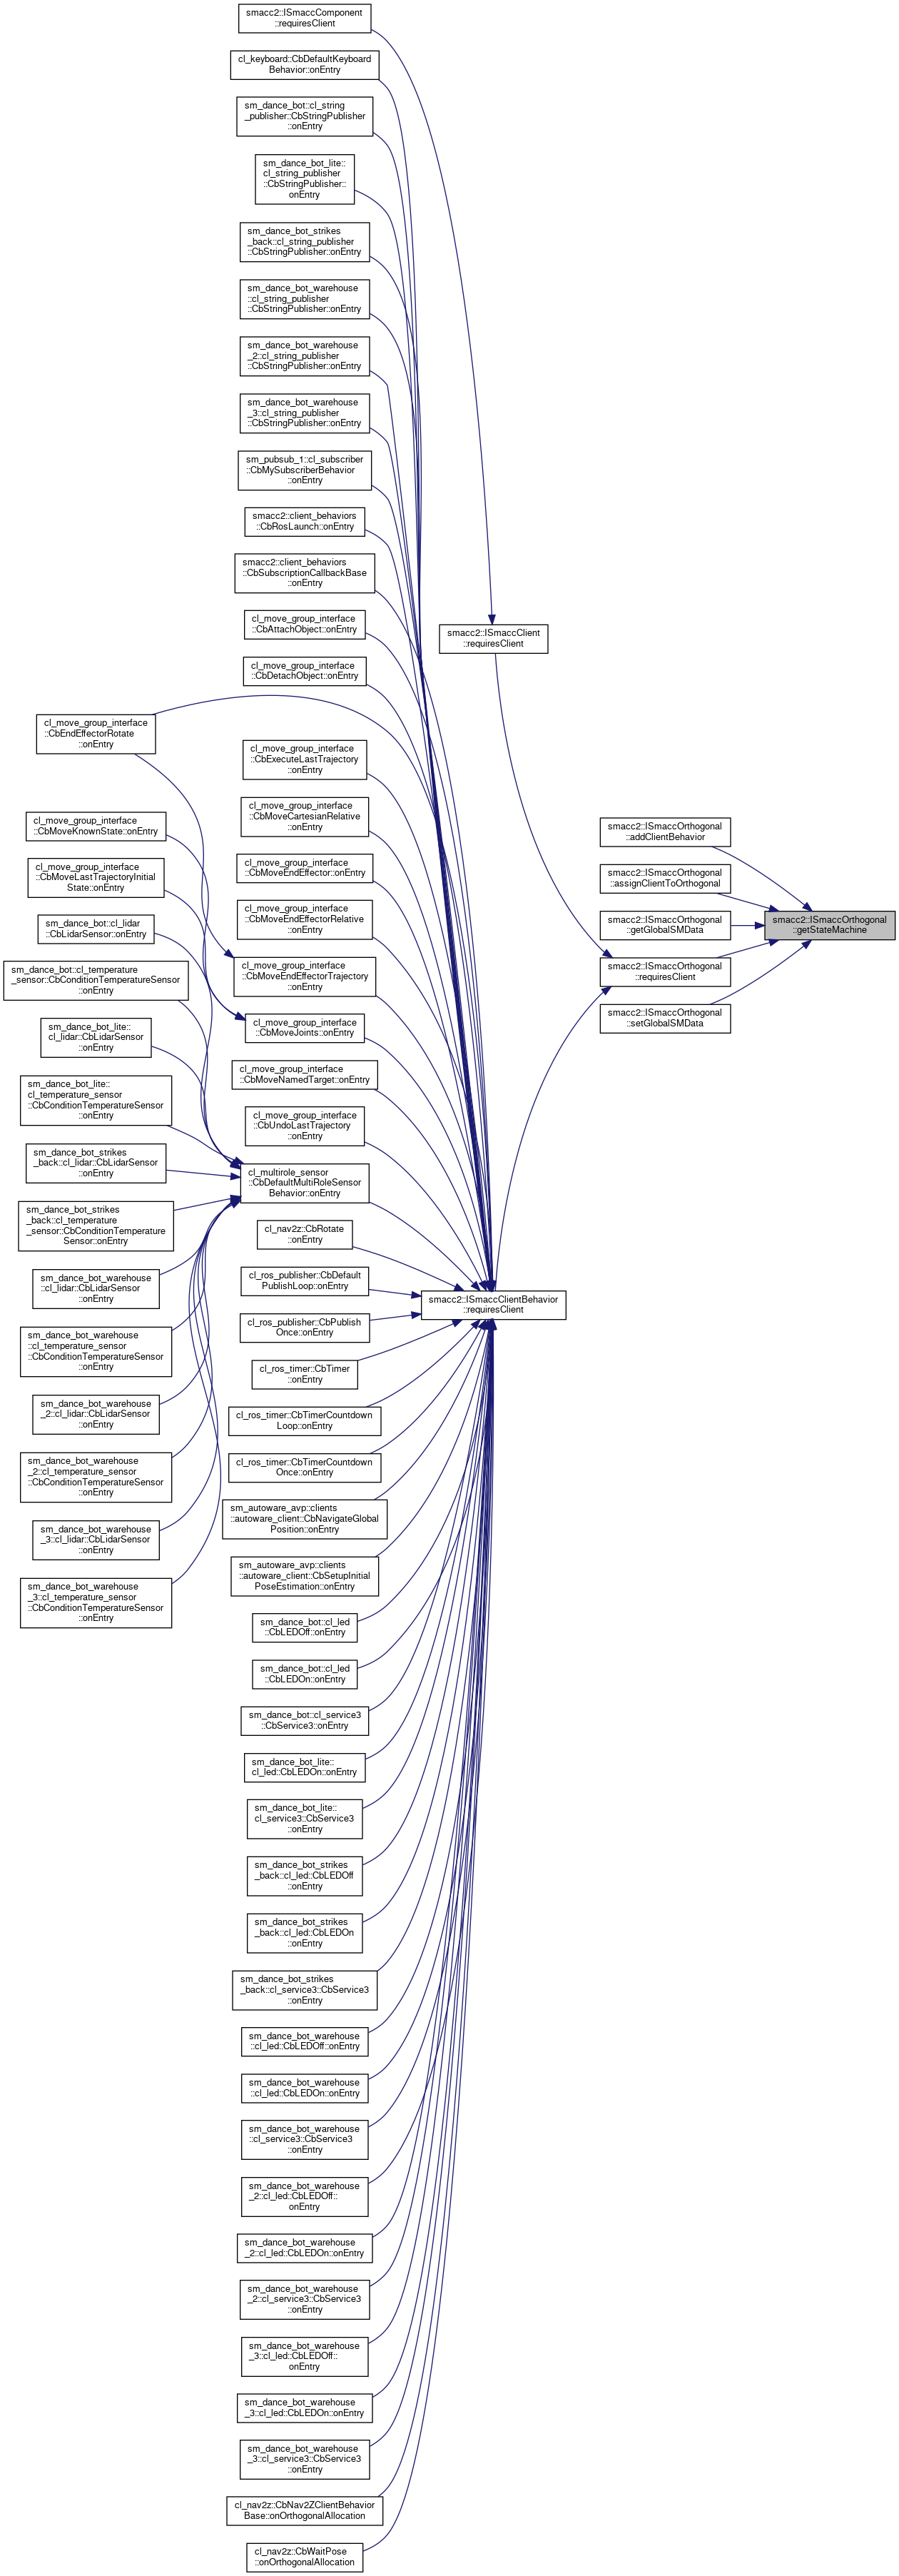 smacc2::ISmaccComponent
::requiresClient
cl_keyboard::CbDefaultKeyboard
Behavior::onEntry
sm_dance_bot::cl_string
_publisher::CbStringPublisher
::onEntry
sm_dance_bot_lite::
cl_string_publisher
::CbStringPublisher::
onEntry
sm_dance_bot_strikes
_back::cl_string_publisher
::CbStringPublisher::onEntry
sm_dance_bot_warehouse
::cl_string_publisher
::CbStringPublisher::onEntry
sm_dance_bot_warehouse
_2::cl_string_publisher
::CbStringPublisher::onEntry
sm_dance_bot_warehouse
_3::cl_string_publisher
::CbStringPublisher::onEntry
sm_pubsub_1::cl_subscriber
::CbMySubscriberBehavior
::onEntry
smacc2::client_behaviors
::CbRosLaunch::onEntry
smacc2::client_behaviors
::CbSubscriptionCallbackBase
::onEntry
cl_move_group_interface
::CbAttachObject::onEntry
cl_move_group_interface
::CbDetachObject::onEntry
cl_move_group_interface
::CbExecuteLastTrajectory
::onEntry
cl_move_group_interface
::CbMoveCartesianRelative
::onEntry
cl_move_group_interface
::CbMoveEndEffector::onEntry
cl_move_group_interface
::CbMoveEndEffectorRelative
::onEntry
cl_move_group_interface
::CbMoveEndEffectorTrajectory
::onEntry
cl_move_group_interface
::CbMoveJoints::onEntry
cl_move_group_interface
::CbMoveNamedTarget::onEntry
cl_move_group_interface
::CbUndoLastTrajectory
::onEntry
cl_multirole_sensor
::CbDefaultMultiRoleSensor
Behavior::onEntry
cl_nav2z::CbRotate
::onEntry
cl_ros_publisher::CbDefault
PublishLoop::onEntry
cl_ros_publisher::CbPublish
Once::onEntry
cl_ros_timer::CbTimer
::onEntry
cl_ros_timer::CbTimerCountdown
Loop::onEntry
cl_ros_timer::CbTimerCountdown
Once::onEntry
sm_autoware_avp::clients
::autoware_client::CbNavigateGlobal
Position::onEntry
sm_autoware_avp::clients
::autoware_client::CbSetupInitial
PoseEstimation::onEntry
sm_dance_bot::cl_led
::CbLEDOff::onEntry
sm_dance_bot::cl_led
::CbLEDOn::onEntry
sm_dance_bot::cl_service3
::CbService3::onEntry
sm_dance_bot_lite::
cl_led::CbLEDOn::onEntry
sm_dance_bot_lite::
cl_service3::CbService3
::onEntry
sm_dance_bot_strikes
_back::cl_led::CbLEDOff
::onEntry
sm_dance_bot_strikes
_back::cl_led::CbLEDOn
::onEntry
sm_dance_bot_strikes
_back::cl_service3::CbService3
::onEntry
sm_dance_bot_warehouse
::cl_led::CbLEDOff::onEntry
sm_dance_bot_warehouse
::cl_led::CbLEDOn::onEntry
sm_dance_bot_warehouse
::cl_service3::CbService3
::onEntry
sm_dance_bot_warehouse
_2::cl_led::CbLEDOff::
onEntry
sm_dance_bot_warehouse
_2::cl_led::CbLEDOn::onEntry
sm_dance_bot_warehouse
_2::cl_service3::CbService3
::onEntry
sm_dance_bot_warehouse
_3::cl_led::CbLEDOff::
onEntry
sm_dance_bot_warehouse
_3::cl_led::CbLEDOn::onEntry
sm_dance_bot_warehouse
_3::cl_service3::CbService3
::onEntry
cl_nav2z::CbNav2ZClientBehavior
Base::onOrthogonalAllocation
cl_nav2z::CbWaitPose
::onOrthogonalAllocation
cl_move_group_interface
::CbEndEffectorRotate
::onEntry
cl_move_group_interface
::CbMoveKnownState::onEntry
cl_move_group_interface
::CbMoveLastTrajectoryInitial
State::onEntry
sm_dance_bot::cl_lidar
::CbLidarSensor::onEntry
sm_dance_bot::cl_temperature
_sensor::CbConditionTemperatureSensor
::onEntry
sm_dance_bot_lite::
cl_lidar::CbLidarSensor
::onEntry
sm_dance_bot_lite::
cl_temperature_sensor
::CbConditionTemperatureSensor
::onEntry
sm_dance_bot_strikes
_back::cl_lidar::CbLidarSensor
::onEntry
sm_dance_bot_strikes
_back::cl_temperature
_sensor::CbConditionTemperature
Sensor::onEntry
sm_dance_bot_warehouse
::cl_lidar::CbLidarSensor
::onEntry
sm_dance_bot_warehouse
::cl_temperature_sensor
::CbConditionTemperatureSensor
::onEntry
sm_dance_bot_warehouse
_2::cl_lidar::CbLidarSensor
::onEntry
sm_dance_bot_warehouse
_2::cl_temperature_sensor
::CbConditionTemperatureSensor
::onEntry
sm_dance_bot_warehouse
_3::cl_lidar::CbLidarSensor
::onEntry
sm_dance_bot_warehouse
_3::cl_temperature_sensor
::CbConditionTemperatureSensor
::onEntry
smacc2::ISmaccClient
::requiresClient
smacc2::ISmaccClientBehavior
::requiresClient
smacc2::ISmaccOrthogonal
::addClientBehavior
smacc2::ISmaccOrthogonal
::assignClientToOrthogonal
smacc2::ISmaccOrthogonal
::getGlobalSMData
smacc2::ISmaccOrthogonal
::requiresClient
smacc2::ISmaccOrthogonal
::setGlobalSMData
smacc2::ISmaccOrthogonal
::getStateMachine